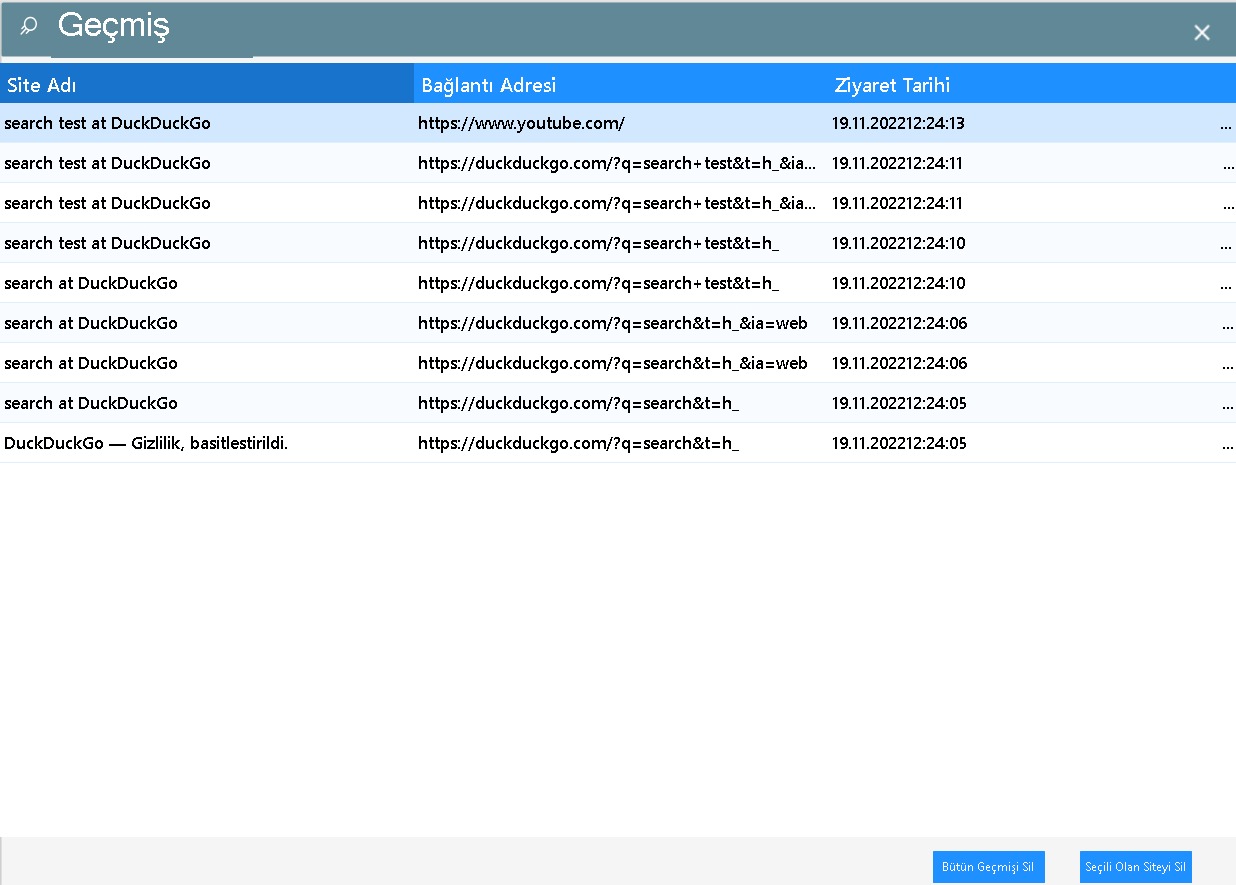 Geçmiş
Site Adı Bağlantı Adresi Ziyaret Tarihi
search test at DuckDuckGo https://www.youtube.com/ 19.11.202212:24:13 ...
search test at DuckDuckGo https://duckduckgo.com/?q=search+test&t=h_&ia... 19.11.202212:24:11 ...
search test at DuckDuckGo https://duckduckgo.com/?q=search+test&t=h_&ia... 19.11.202212:24:11 ...
search test at DuckDuckGo https://duckduckgo.com/?q=search+test&t=h_ 19.11.202212:24:10 ...
search at DuckDuckGo https://duckduckgo.com/?q=search+test&t=h_ 19.11.202212:24:10 ...
search at DuckDuckGo https://duckduckgo.com/?q=search&t=h_&ia=web 19.11.202212:24:06 ...
search at DuckDuckGo https://duckduckgo.com/?q=search&t=h_&ia=web 19.11.202212:24:06 ...
search at DuckDuckGo https://duckduckgo.com/?q=search&t=h_ 19.11.202212:24:05 ...
DuckDuckGo — Gizlilik, basitlestirildi. https://duckduckgo.com/?q=search&t=h_ 19.11.202212:24:05 ...
Bütün Geçmişi Sil Seçili Olan Siteyi Sil